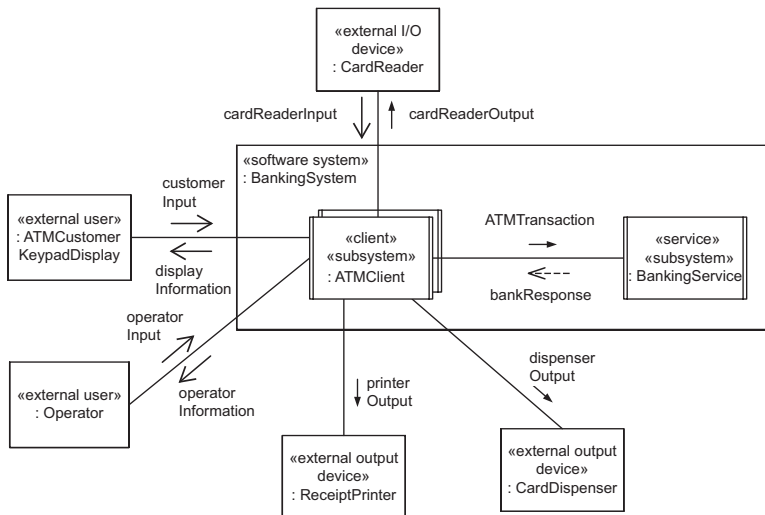 «external I/O
device»
: CardReader
cardReaderInput
cardReaderOutput
«software system»
: BankingSystem
customer
Input
«external user»
: ATMCustomer
KeypadDisplay
display
Information
«client»
«subsystem»
: ATMClient
ATMTransaction
bankResponse
«service»
«subsystem»
: BankingService
operator
Input
«external user»
: Operator
operator
Information
printer
Output
dispenser
Output
«external output
device»
: ReceiptPrinter
«external output
device»
: CardDispenser